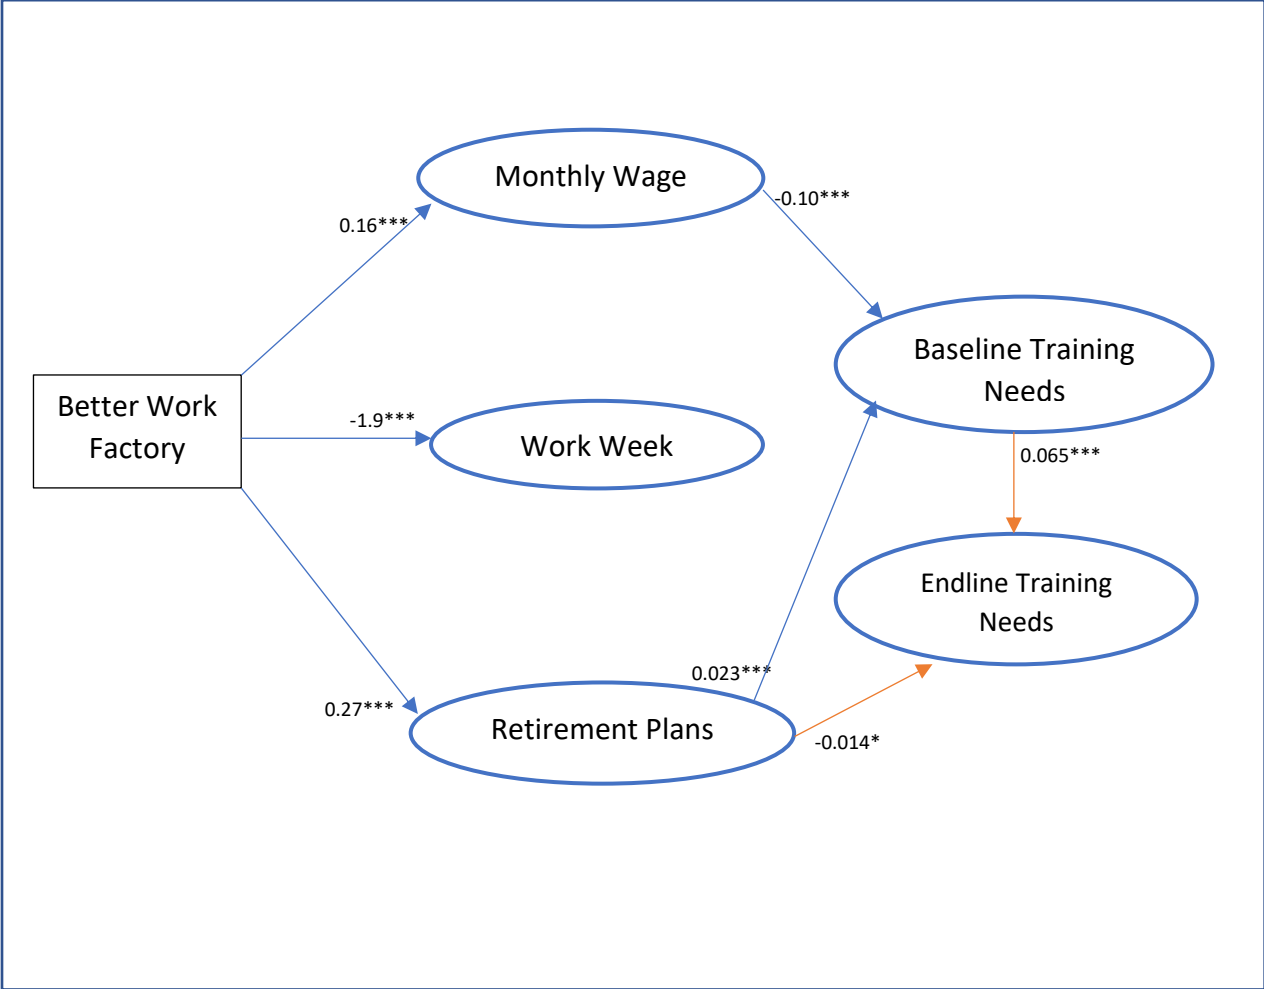 Monthly Wage
-0.10***
0.16***
Baseline Training
Needs
Better Work
Factory
-1.9***
Work Week
0.065***
Endline Training
Needs
0.023***
0.27***
Retirement Plans
-0.014*